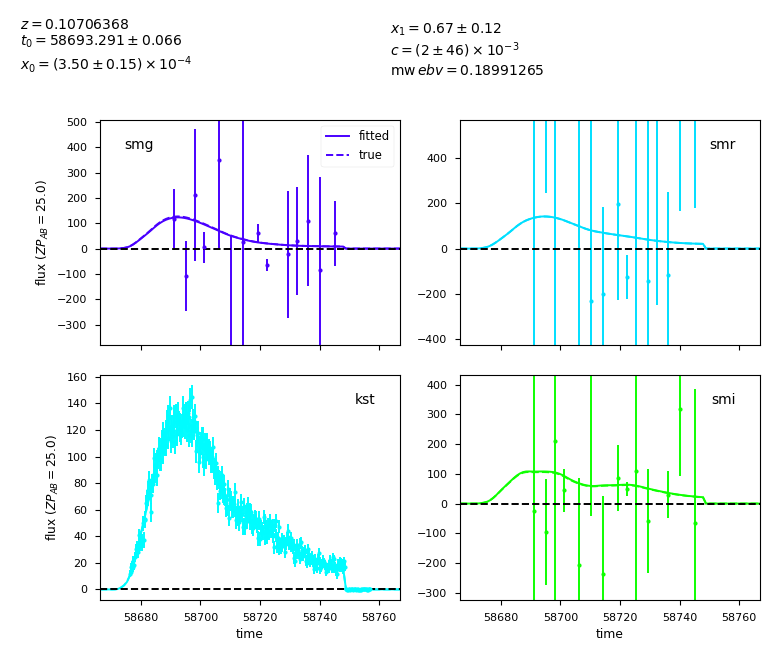 z = 0.10706368
t₀ = 58693.291 ± 0.066
x₀ = (3.50 ± 0.15) × 10⁻⁴
x₁ = 0.67 ± 0.12
c = (2 ± 46) × 10⁻³
mw ebv = 0.18991265
smg
fitted
true
500
400
300
200
100
0
−100
−200
−300
flux (ZP_AB = 25.0)
smr
400
200
0
−200
−400
kst
160
140
120
100
80
60
40
20
0
flux (ZP_AB = 25.0)
58680 58700 58720 58740 58760
time
smi
400
300
200
100
0
−100
−200
−300
58680 58700 58720 58740 58760
time